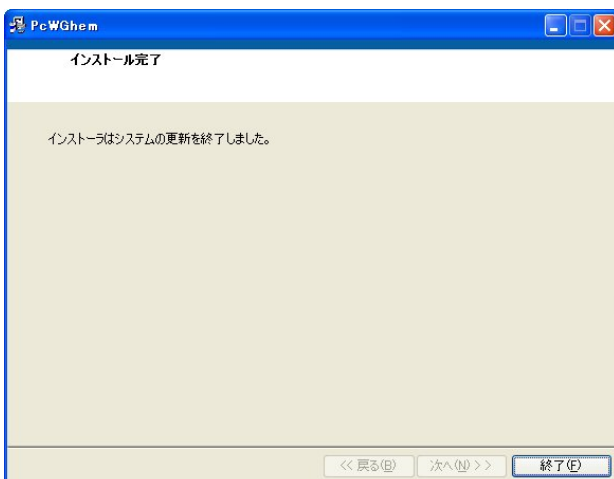 PcWGhem
インストール完了
インストーラはシステムの更新を終了しました。
<< 戻る(B)
次へ(N) >>
終了(F)